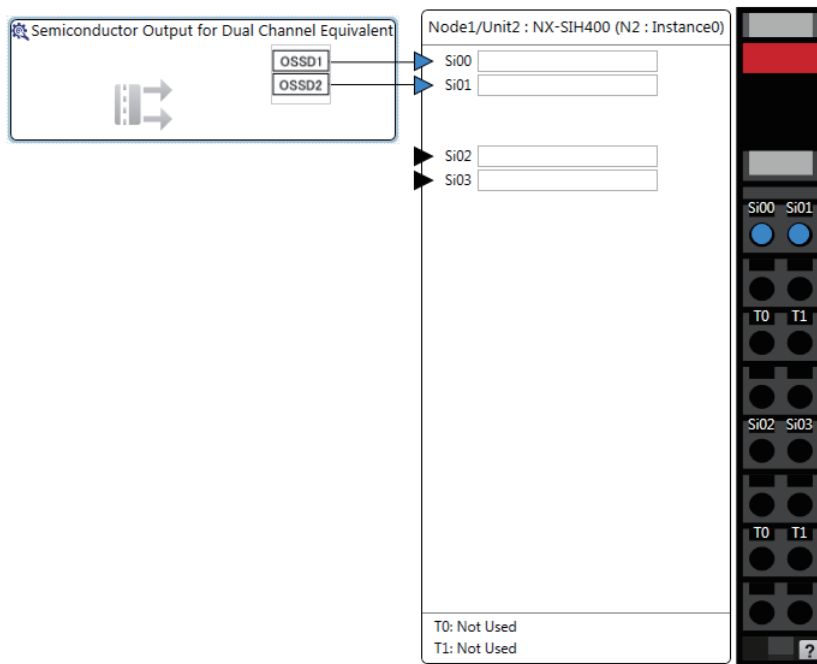 Semiconductor Output for Dual Channel Equivalent
OSSD1
OSSD2
Node1/Unit2 : NX-SIH400 (N2 : Instance0)
Si00
Si01
Si02
Si03
T0: Not Used
T1: Not Used
Si00 Si01
T0 T1
Si02 Si03
T0 T1
?